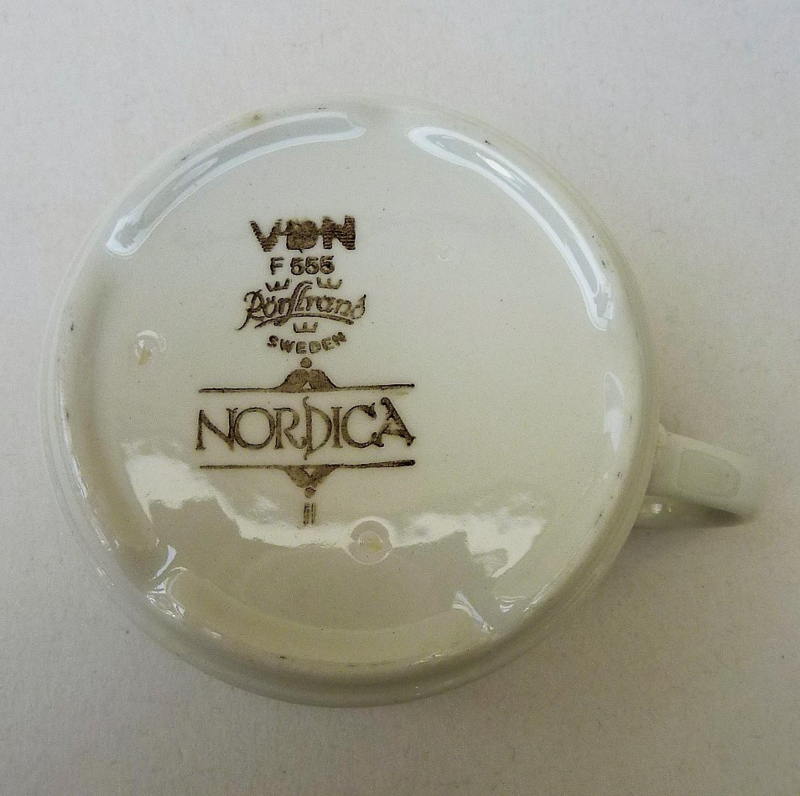 VDN
F 555
Rörstrand
SWEDEN
NORDICA